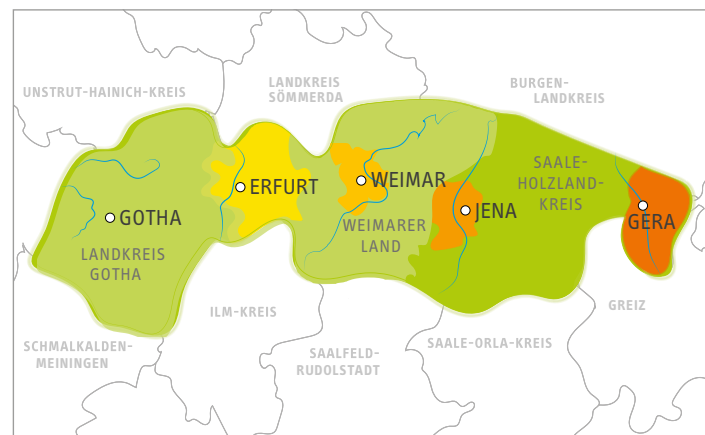 LANDKREIS
SÖMMERDA
BURGEN-
LANDKREIS
UNSTRUT-HAINICH-KREIS
SAALE-
HOLZLAND-
KREIS
ERFURT
WEIMAR
GOTHA
JENA
GERA
WEIMARER
LAND
LANDKREIS
GOTHA
ILM-KREIS
GREIZ
SCHMALKALDEN-
MEININGEN
SAALFELD-
RUDOLSTADT
SAALE-ORLA-KREIS